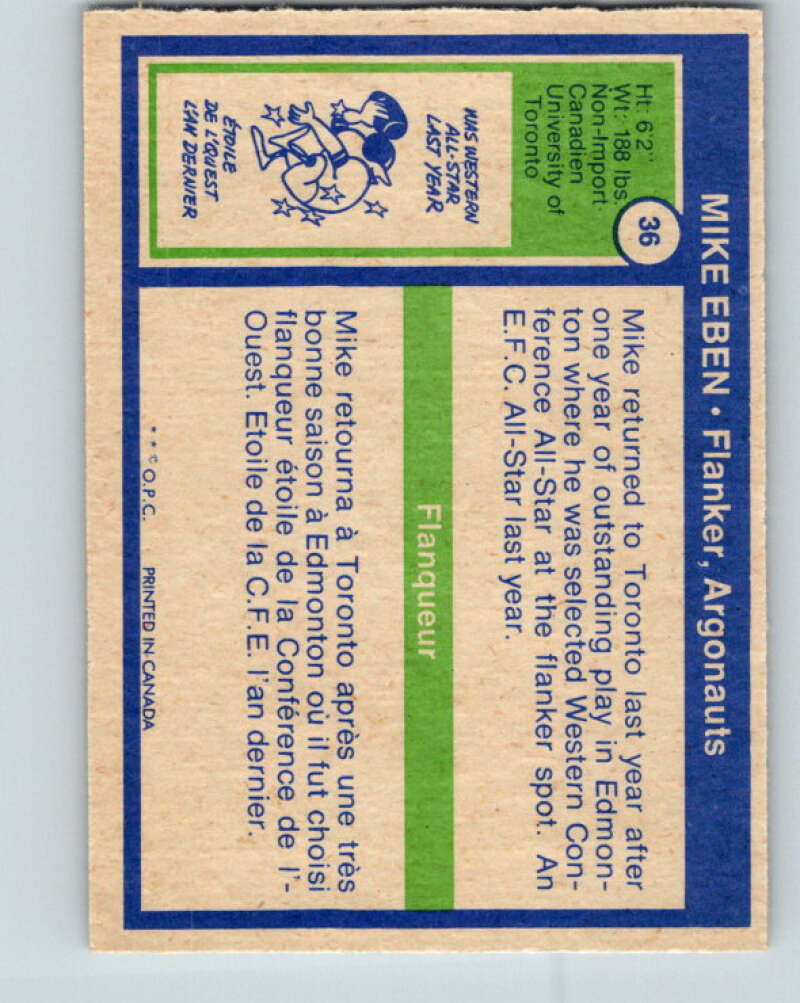 MIKE EBEN • Flanker, Argonauts
36
Ht: 6'2"
Wt: 188 lbs.
Non-Import
Canadien
University of
Toronto
WUS WESTERN
ALL-STAR
LAST YEAR
ÉTOILE
DE L'OUEST
L'AN DERNIER
Mike returned to Toronto last year after
one year of outstanding play in Edmon-
ton where he was selected Western Con-
ference All-Star at the flanker spot. An
E.F.C. All-Star last year.
Flanqueur
Mike retourna à Toronto après une très
bonne saison à Edmonton où il fut choisi
flanqueur étoile de la Conférence de l'-
Ouest. Etoile de la C.F.E. l'an dernier.
* * © O.P.C. PRINTED IN CANADA